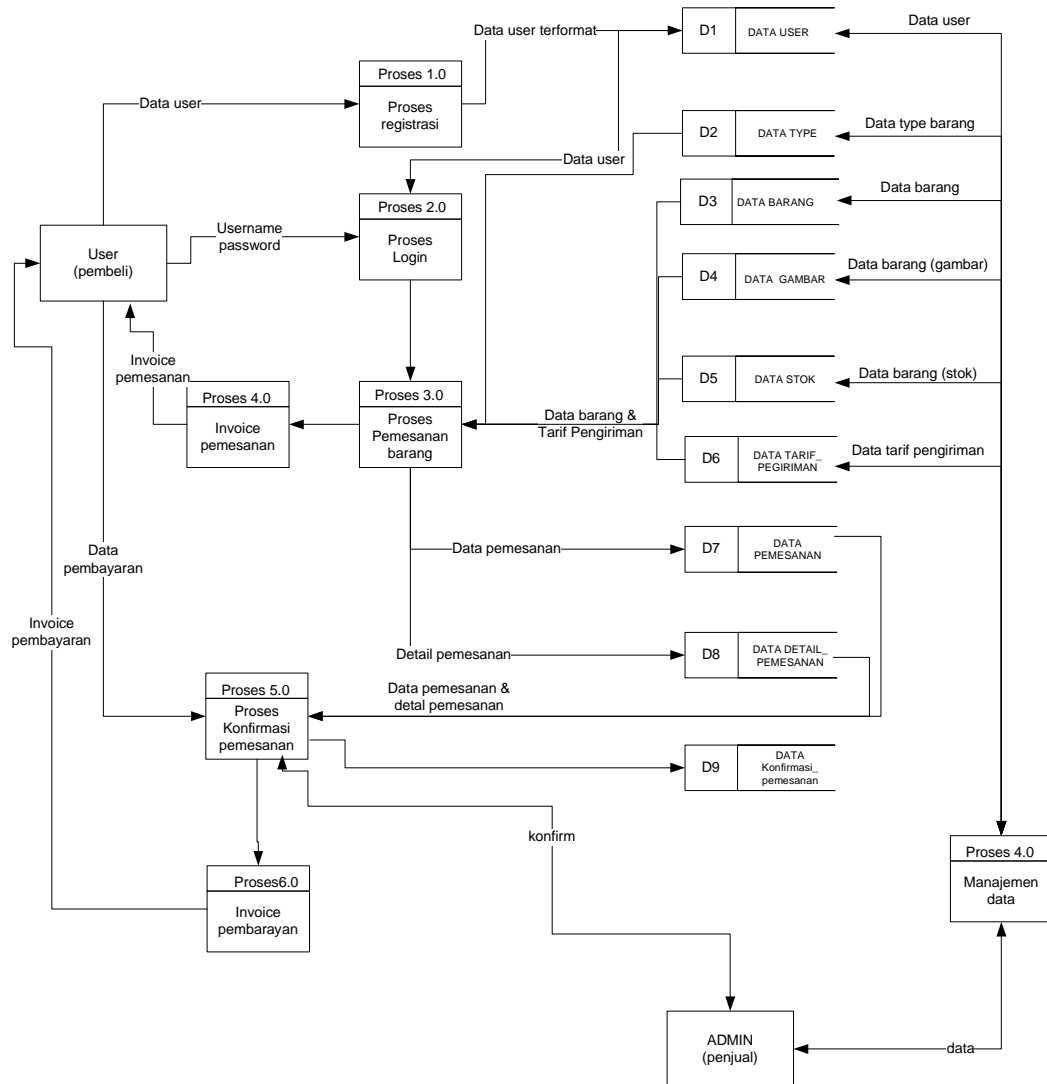 Data user terformat
D1
DATA USER
Data user
Proses 1.0
Proses
registrasi
Data user
D2
DATA TYPE
Data type barang
Data user
D3
DATA BARANG
Data barang
Proses 2.0
Proses
Login
Username
password
User
(pembeli)
D4
DATA GAMBAR
Data barang (gambar)
Invoice
pemesanan
Proses 4.0
Invoice
pemesanan
Proses 3.0
Proses
Pemesanan
barang
Data barang &
Tarif Pengiriman
D5
DATA STOK
Data barang (stok)
D6
DATA TARIF_
PEGIRIMAN
Data tarif pengiriman
Data
pembayaran
Data pemesanan
D7
DATA
PEMESANAN
Invoice
pembayaran
Detail pemesanan
D8
DATA DETAIL_
PEMESANAN
Proses 5.0
Proses
Konfirmasi
pemesanan
Data pemesanan &
detal pemesanan
D9
DATA
Konfirmasi_
pemesanan
konfirm
Proses 4.0
Manajemen
data
Proses6.0
Invoice
pembarayan
ADMIN
(penjual)
data